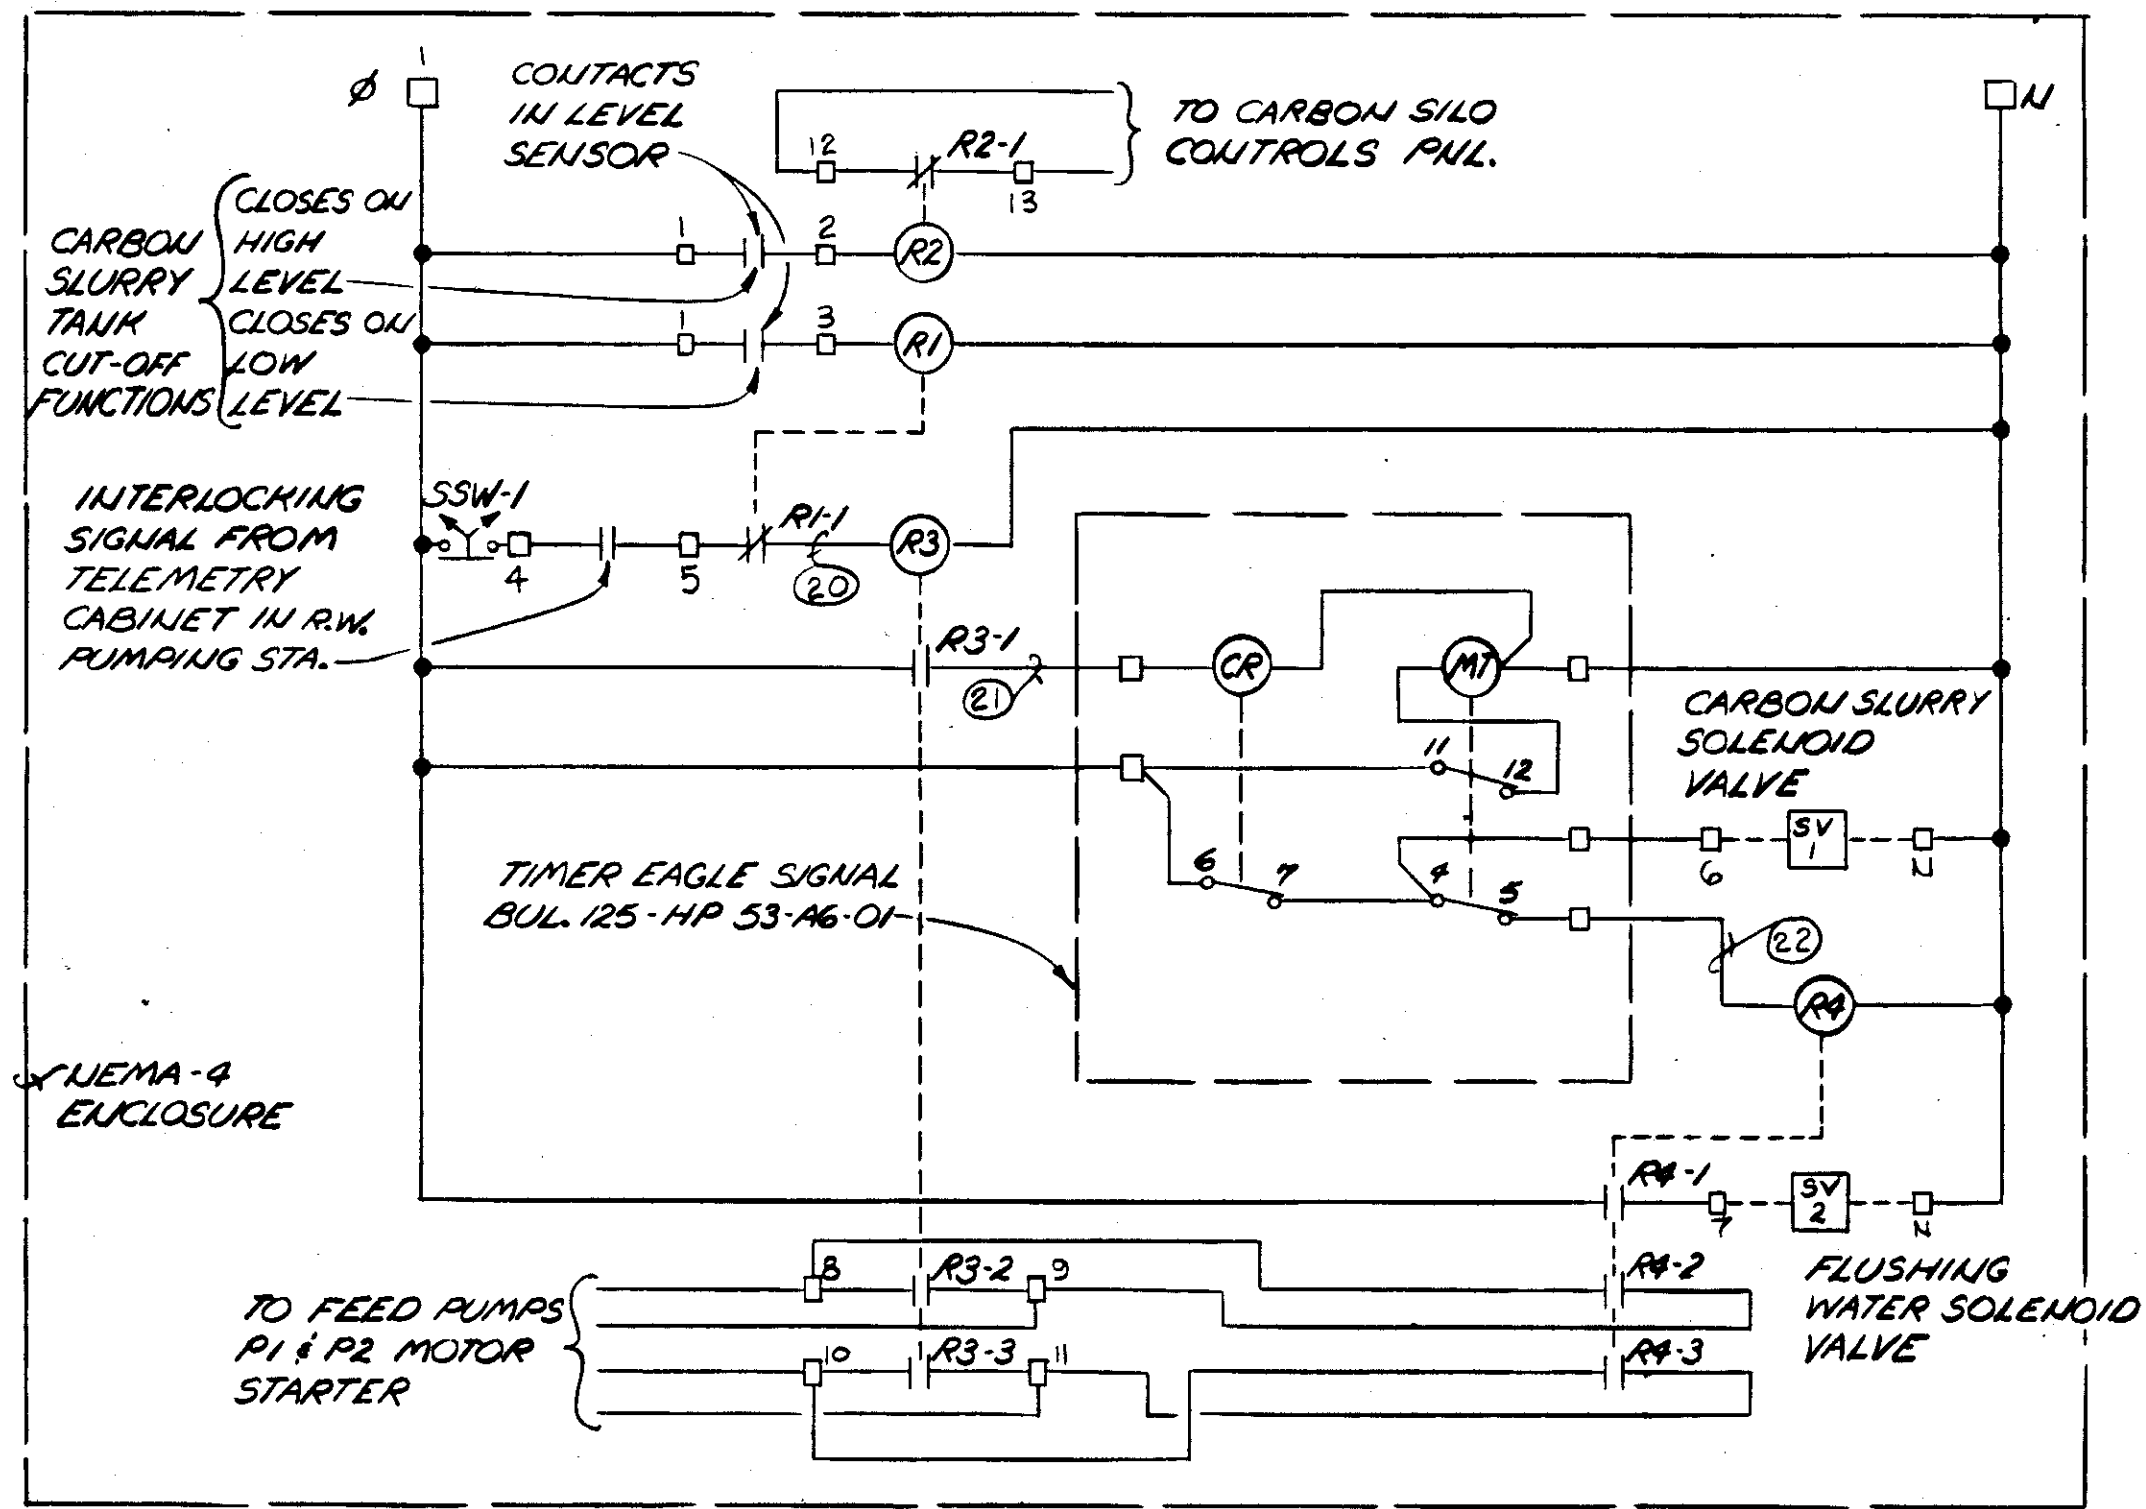 1
Ø
CONTACTS
IN LEVEL
SENSOR
12
R2-1
13
TO CARBON SILO
CONTROLS PNL.
N
CARBON
SLURRY
TANK
CUT-OFF
FUNCTIONS
CLOSES ON
HIGH
LEVEL
CLOSES ON
LOW
LEVEL
1
2
R2
1
3
R1
INTERLOCKING
SIGNAL FROM
TELEMETRY
CABINET IN R.W.
PUMPING STA.
SSW-1
4
5
R1-1
20
R3
R3-1
21
CR
MT
11
12
CARBON SLURRY
SOLENOID
VALVE
6
7
4
5
6
SV
1
N
22
R4
TIMER EAGLE SIGNAL
BUL. 125-HP 53-A6-01
NEMA-4
ENCLOSURE
R4-1
7
SV
2
N
FLUSHING
WATER SOLENOID
VALVE
TO FEED PUMPS
P1 & P2 MOTOR
STARTER
8
R3-2
9
R4-2
10
R3-3
11
R4-3